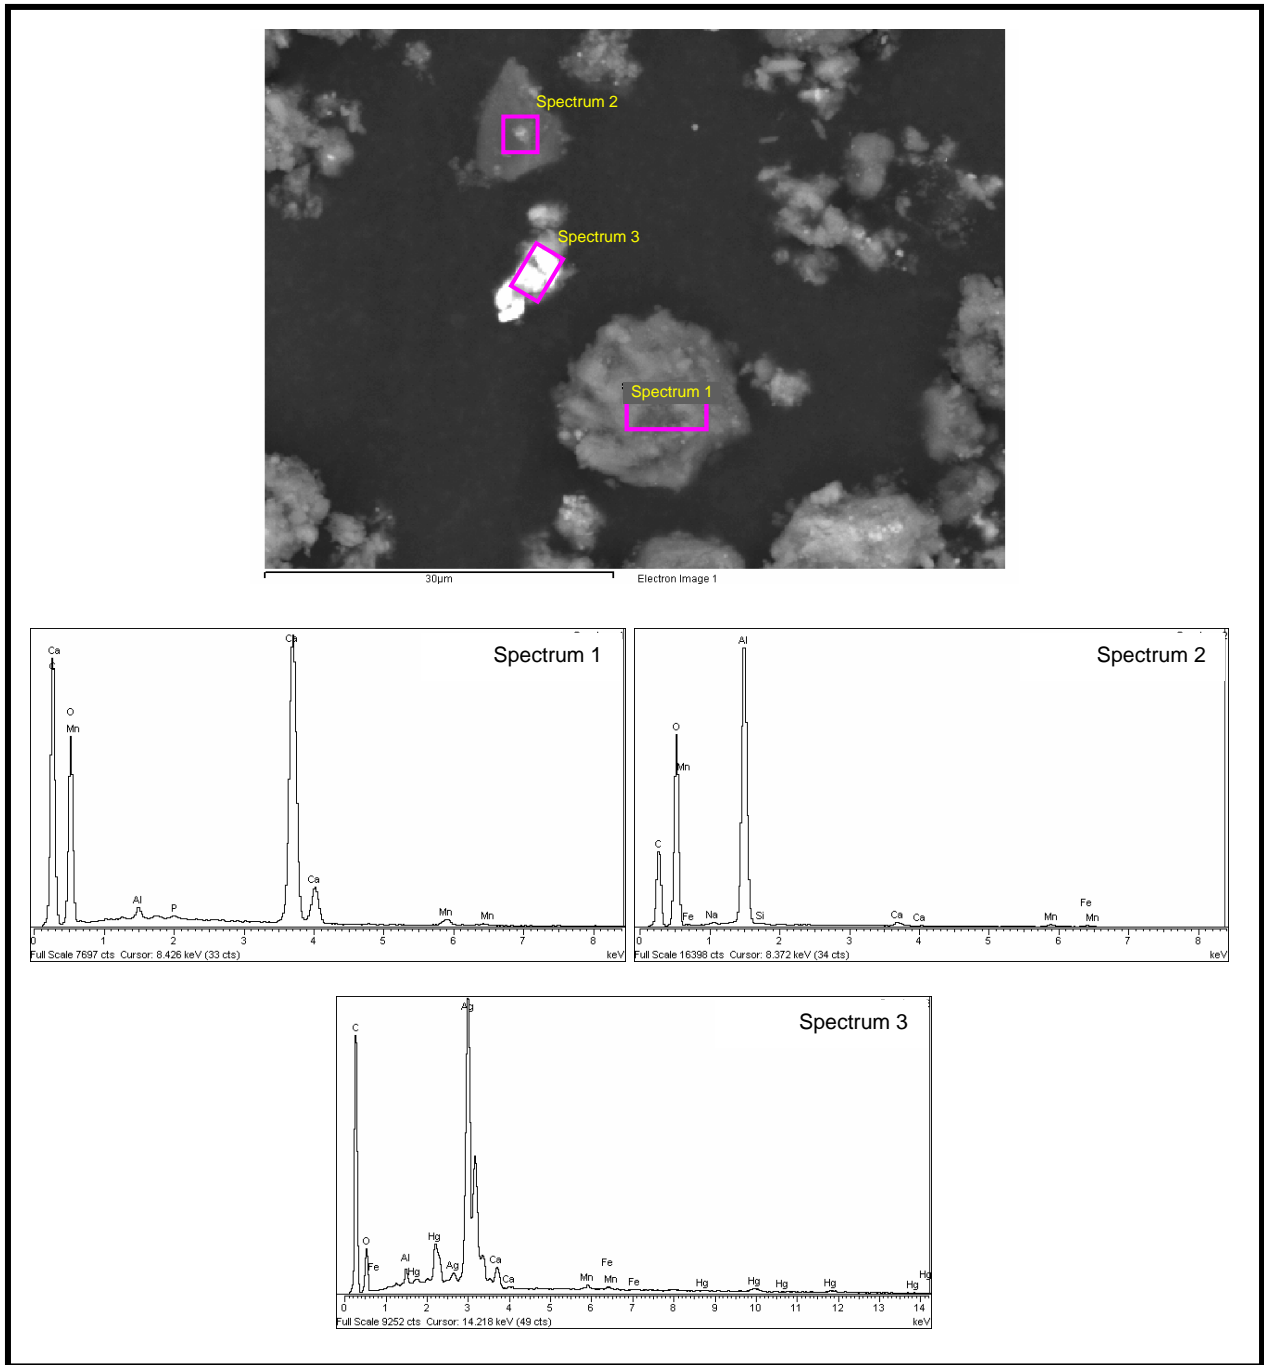 Spectrum 2
Spectrum 3
Spectrum 1
30µm
Electron Image 1
Spectrum 1
Ca
C
O
Mn
Al
P
Ca
Ca
Mn
Mn
0 1 2 3 4 5 6 7 8
Full Scale 7697 cts Cursor: 8.426 keV (33 cts)
keV
Spectrum 2
C
O
Mn
Fe
Na
Al
Si
Ca
Ca
Mn
Fe
Mn
0 1 2 3 4 5 6 7 8
Full Scale 16398 cts Cursor: 8.372 keV (34 cts)
keV
Spectrum 3
C
O
Fe
Al
Hg
Hg
Ag
Ag
Ca
Ca
Mn
Fe
Mn
Fe
Hg
Hg
Hg
Hg
Hg
Hg
0 1 2 3 4 5 6 7 8 9 10 11 12 13 14
Full Scale 9252 cts Cursor: 14.218 keV (49 cts)
keV